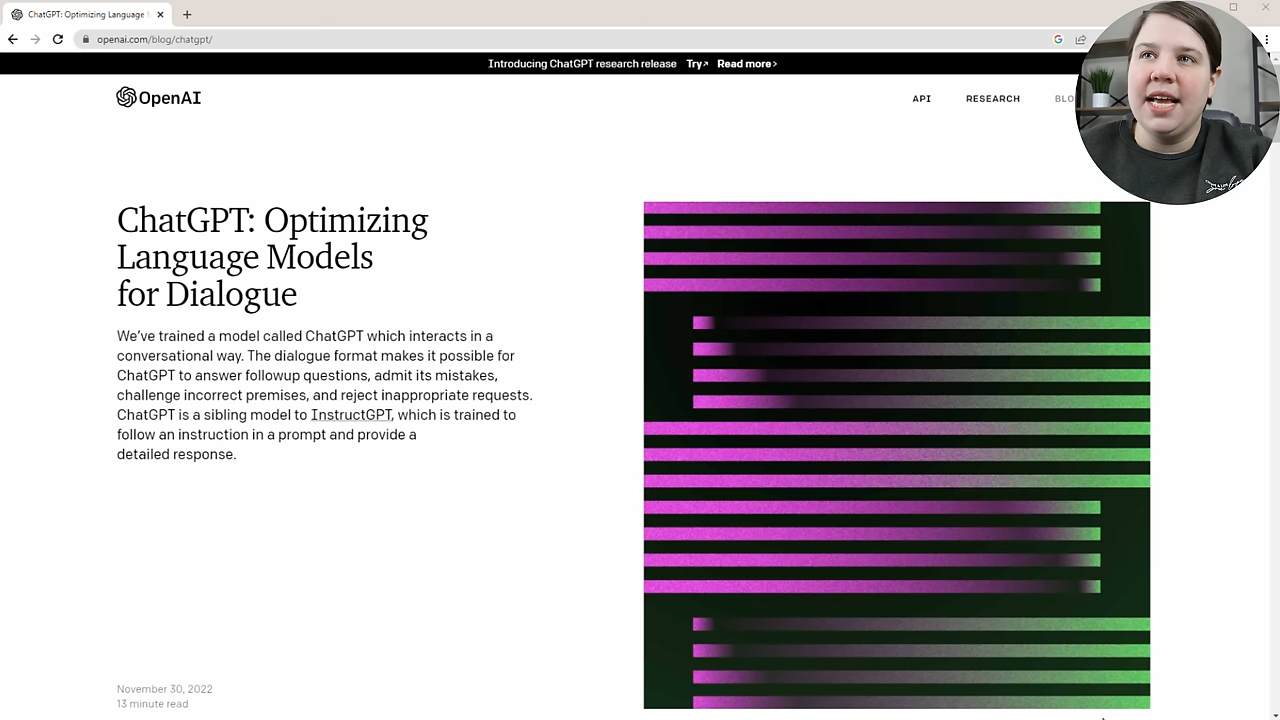 ChatGPT: Optimizing Language
openai.com/blog/chatgpt/
Introducing ChatGPT research release Try↗ Read more >
OpenAI
API RESEARCH
ChatGPT: Optimizing
Language Models
for Dialogue
We’ve trained a model called ChatGPT which interacts in a
conversational way. The dialogue format makes it possible for
ChatGPT to answer followup questions, admit its mistakes,
challenge incorrect premises, and reject inappropriate requests.
ChatGPT is a sibling model to InstructGPT, which is trained to
follow an instruction in a prompt and provide a
detailed response.
November 30, 2022
13 minute read